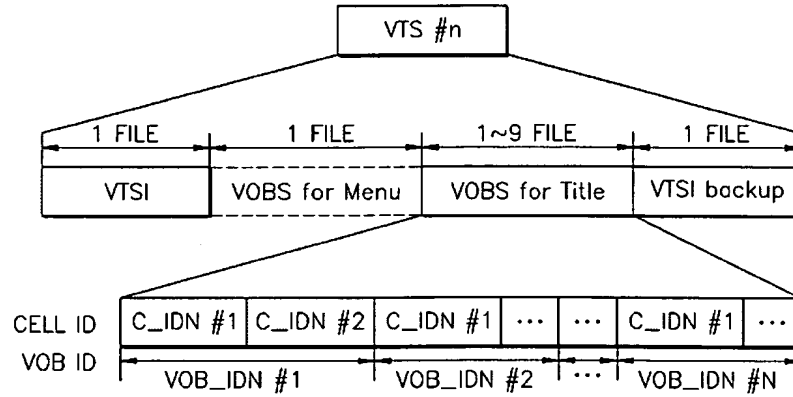 VTS #n
1 FILE 1 FILE 1~9 FILE 1 FILE
VTSI VOBS for Menu VOBS for Title VTSI backup
CELL ID C_IDN #1 C_IDN #2 C_IDN #1 ... ... C_IDN #1 ...
VOB ID VOB_IDN #1 VOB_IDN #2 ... VOB_IDN #N